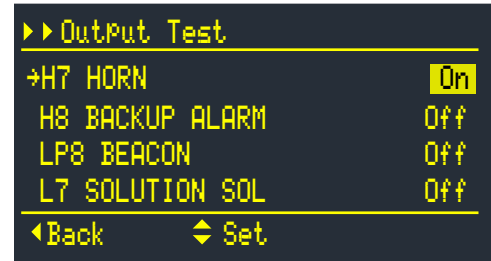 Output Test
H7 HORN On
H8 BACKUP ALARM Off
LP8 BEACON Off
L7 SOLUTION SOL Off
Back Set